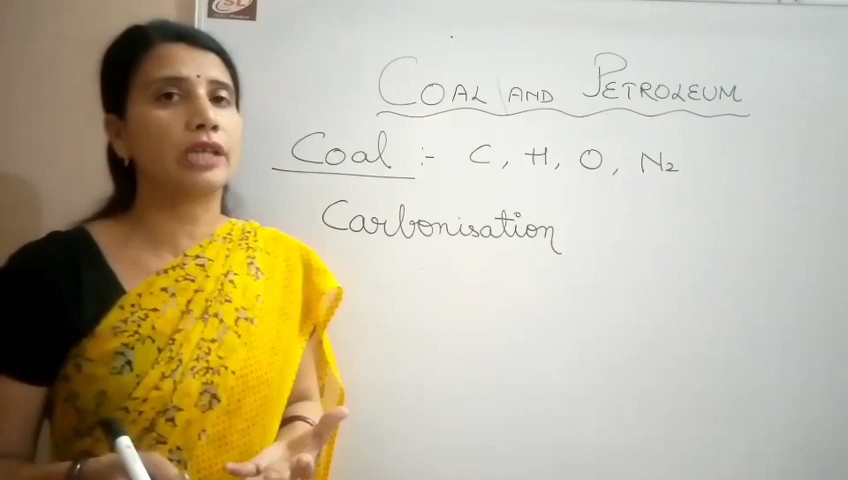 COAL AND PETROLEUM
Coal :- C, H, O, N2
Carbonisation